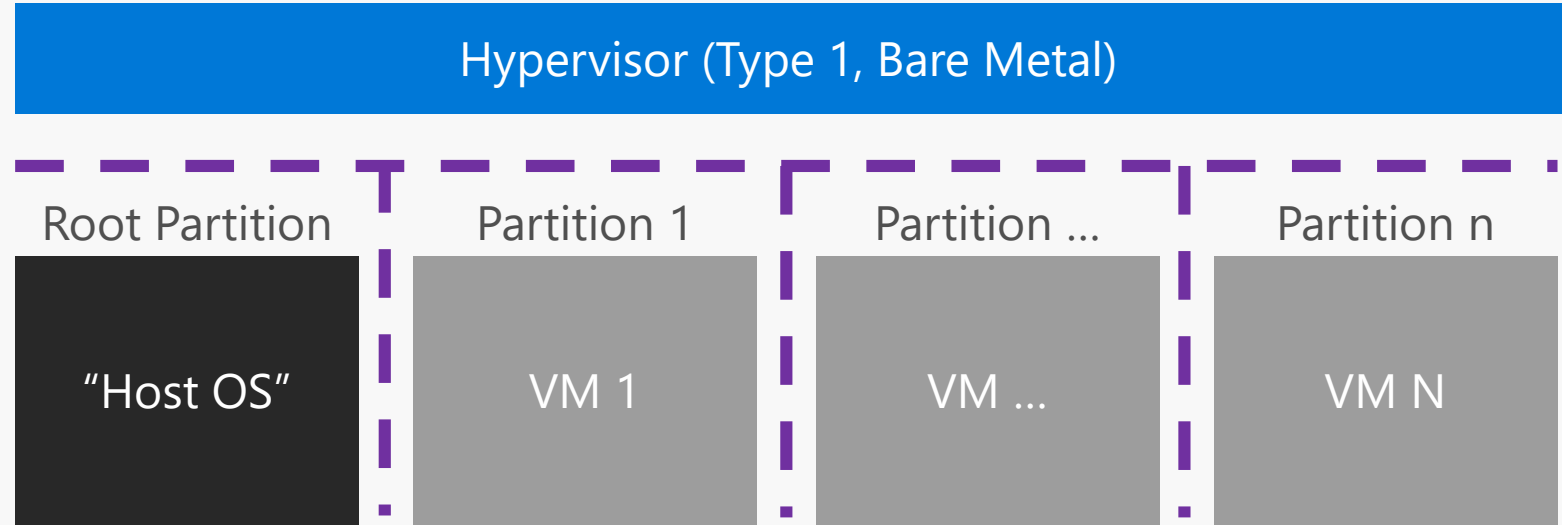 Hypervisor (Type 1, Bare Metal)
Root Partition Partition 1 Partition ... Partition n
“Host OS” VM 1 VM ... VM N